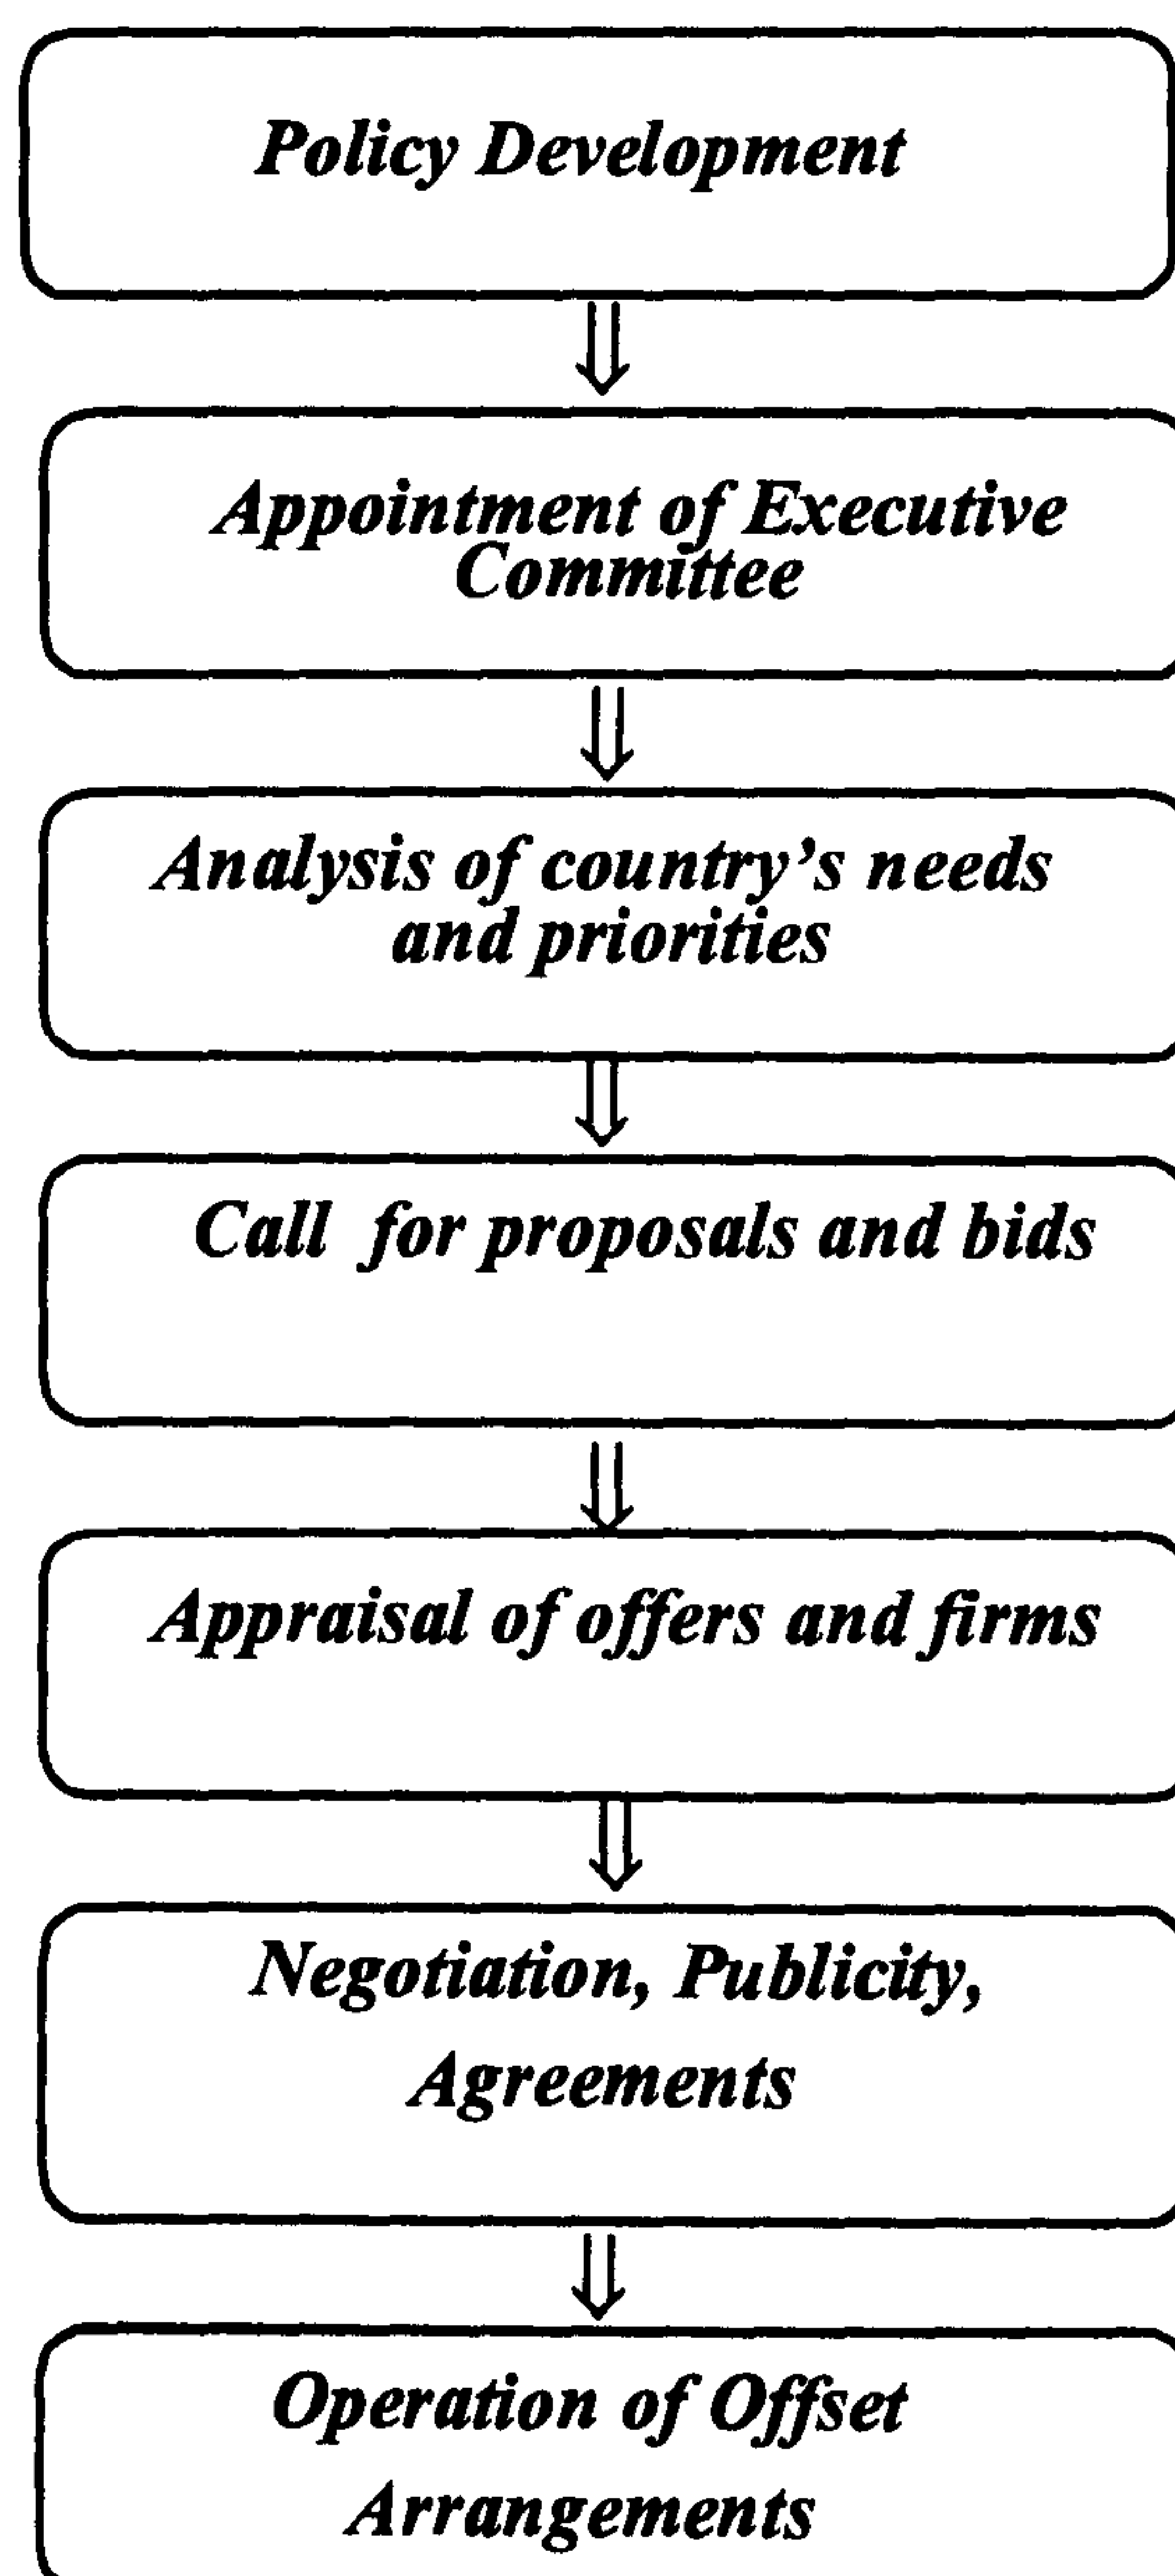 Policy Development
Appointment of Executive
Committee
Analysis of country’s needs
and priorities
Call for proposals and bids
Appraisal of offers and firms
Negotiation, Publicity,
Agreements
Operation of Offset
Arrangements